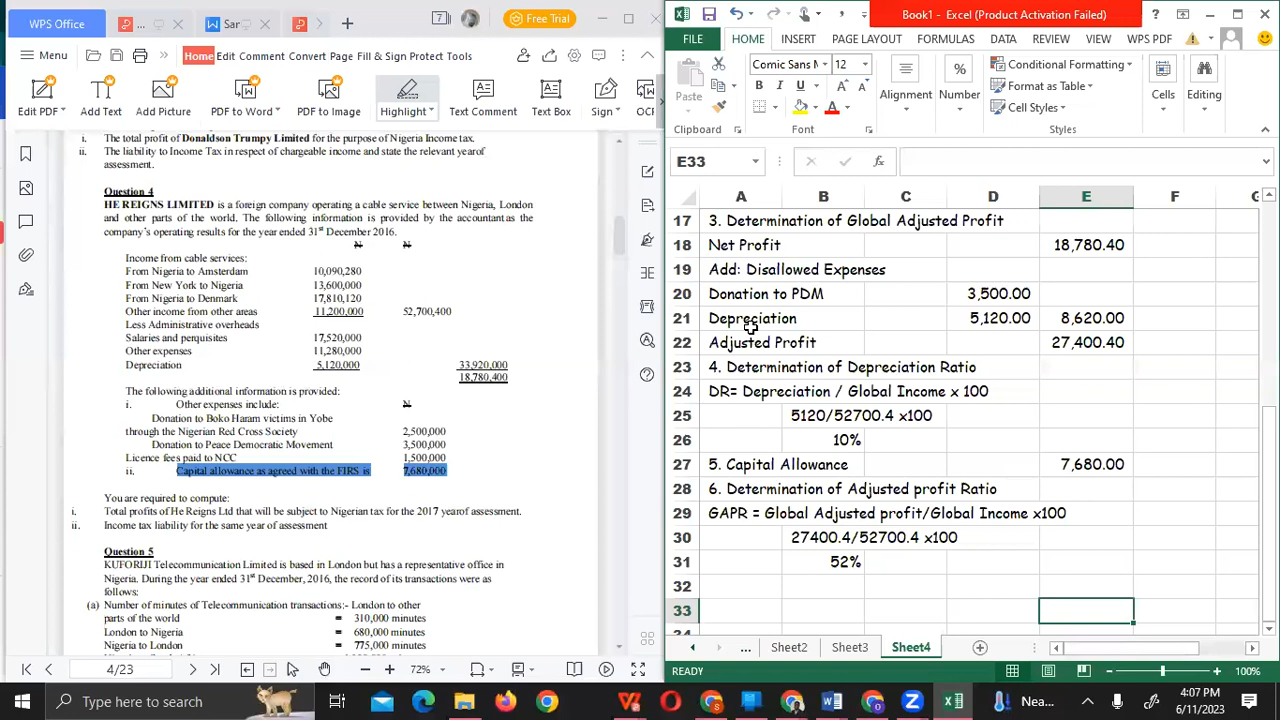 WPS Office
Sar
7
Free Trial
Menu
Home Edit Comment Convert Page Fill & Sign Protect Tools
Edit PDF
Add Text
Add Picture
PDF to Word
PDF to Image
Highlight
Text Comment
Text Box
Sign
i. The total profit of Donaldson Trumpy Limited for the purpose of Nigeria Income tax.
ii. The liability to Income Tax in respect of chargeable income and state the relevant yearof
assessment.
Question 4
HE REIGNS LIMITED is a foreign company operating a cable service between Nigeria, London
and other parts of the world. The following information is provided by the accountant as the
company's operating results for the year ended 31st December 2016.
N N
Income from cable services:
From Nigeria to Amsterdam 10,090,280
From New York to Nigeria 13,600,000
From Nigeria to Denmark 17,810,120
Other income from other areas 11,200,000 52,700,400
Less Administrative overheads
Salaries and perquisites 17,520,000
Other expenses 11,280,000
Depreciation 5,120,000 33,920,000
18,780,400
The following additional information is provided:
i. Other expenses include: N
Donation to Boko Haram victims in Yobe
through the Nigerian Red Cross Society 2,500,000
Donation to Peace Democratic Movement 3,500,000
Licence fees paid to NCC 1,500,000
ii. Capital allowance as agreed with the FIRS is 7,680,000
You are required to compute:
i. Total profits of He Reigns Ltd that will be subject to Nigerian tax for the 2017 yearof assessment.
ii. Income tax liability for the same year of assessment
Question 5
KUFORIJI Telecommunication Limited is based in London but has a representative office in
Nigeria. During the year ended 31st December, 2016, the record of its transactions were as
follows:
(a) Number of minutes of Telecommunication transactions:- London to other
parts of the world = 310,000 minutes
London to Nigeria = 680,000 minutes
Nigeria to London = 775,000 minutes
4/23
72%
Book1 - Excel (Product Activation Failed)
FILE HOME INSERT PAGE LAYOUT FORMULAS DATA REVIEW VIEW WPS PDF
Paste
Clipboard
Comic Sans M 12
B I U
Font
Alignment
Number
Conditional Formatting
Format as Table
Cell Styles
Styles
Cells
Editing
E33
A B C D E F G
17 3. Determination of Global Adjusted Profit
18 Net Profit 18,780.40
19 Add: Disallowed Expenses
20 Donation to PDM 3,500.00
21 Depreciation 5,120.00 8,620.00
22 Adjusted Profit 27,400.40
23 4. Determination of Depreciation Ratio
24 DR= Depreciation / Global Income x 100
25 5120/52700.4 x100
26 10%
27 5. Capital Allowance 7,680.00
28 6. Determination of Adjusted profit Ratio
29 GAPR = Global Adjusted profit/Global Income x100
30 27400.4/52700.4 x100
31 52%
32
33
... Sheet2 Sheet3 Sheet4
READY
100%
Type here to search
Nea...
4:07 PM
6/11/2023